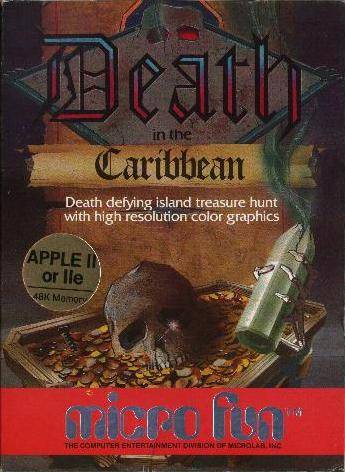 Death
in the
Caribbean
Death defying island treasure hunt
with high resolution color graphics
APPLE II
or IIe
48K Memory
micro fun™
THE COMPUTER ENTERTAINMENT DIVISION OF MICROLAB, INC.